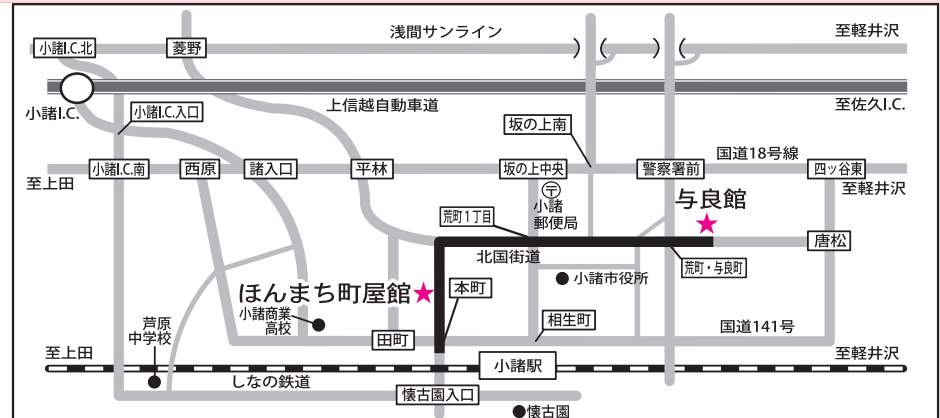 小諸I.C.北
菱野
浅間サンライン
至軽井沢
小諸I.C.
小諸I.C.入口
上信越自動車道
至佐久I.C.
坂の上南
小諸I.C.南
西原
諸入口
平林
坂の上中央
警察署前
国道18号線
四ッ谷東
至上田
至軽井沢
〒
小諸
郵便局
与良館
荒町1丁目
北国街道
唐松
荒町・与良町
小諸市役所
ほんまち町屋館
本町
小諸商業
高校
芦原
中学校
田町
相生町
国道141号
至上田
小諸駅
至軽井沢
しなの鉄道
懐古園入口
懐古園